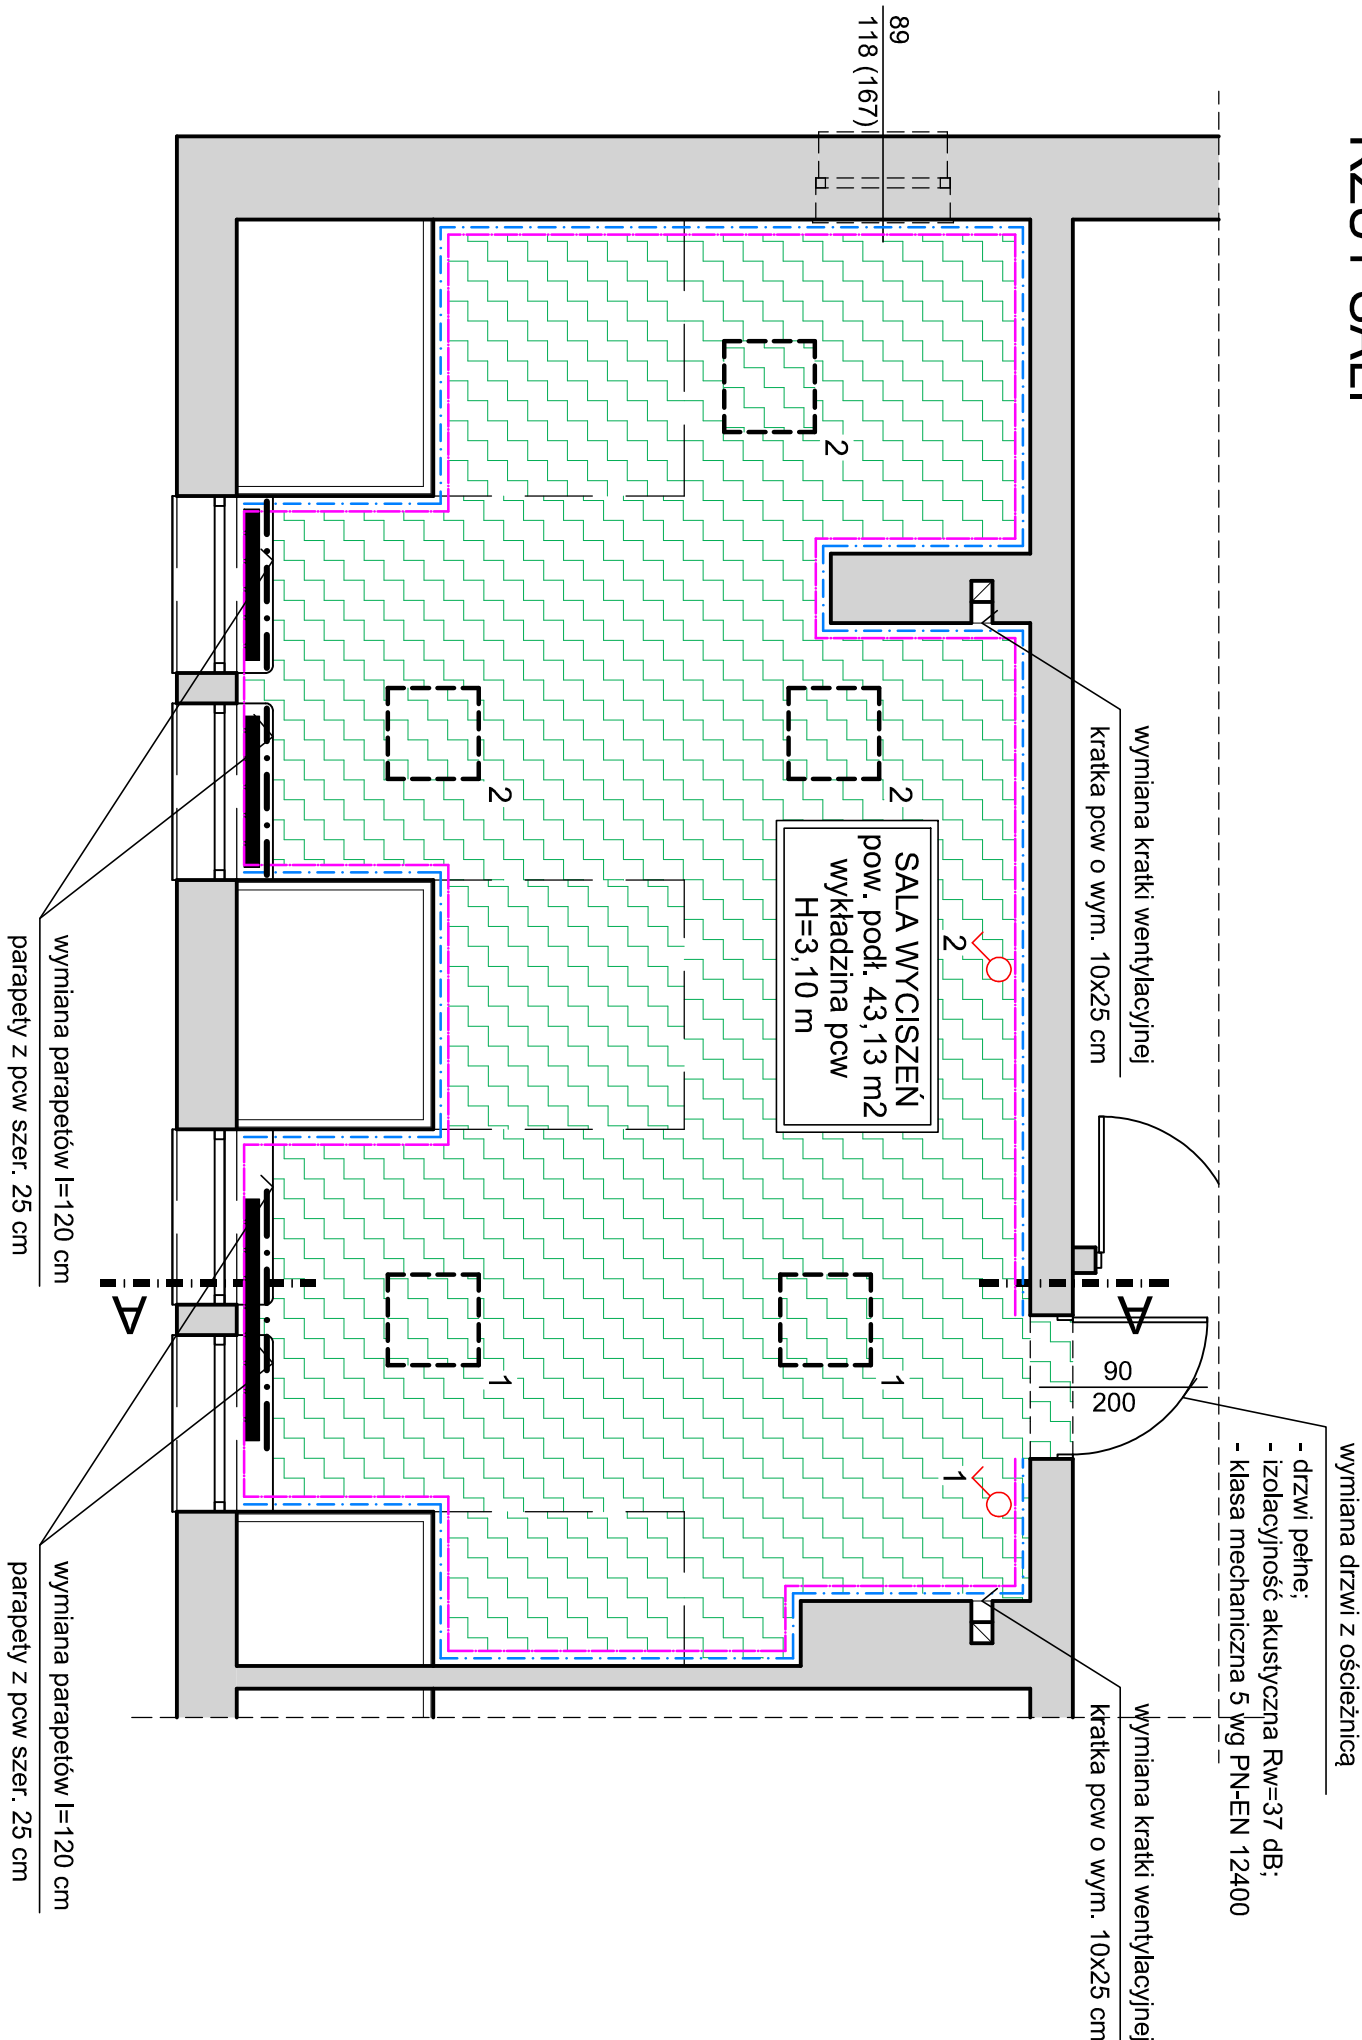 RZUT SALI
wymiana drzwi z ościeżnicą
- drzwi pełne;
- izolacyjność akustyczna Rw=37 dB;
- klasa mechaniczna 5 wg PN-EN 12400
wymiana kratki wentylacyjnej
kratka pcw o wym. 10x25 cm
wymiana kratki wentylacyjnej
kratka pcw o wym. 10x25 cm
A
90
200
89
118 (167)
2
1
SALA WYCISZEŃ
pow. podł. 43,13 m2
wykładzina pcw
H=3,10 m
2
2
1
2
1
A
wymiana parapetów l=120 cm
parapety z pcw szer. 25 cm
wymiana parapetów l=120 cm
parapety z pcw szer. 25 cm